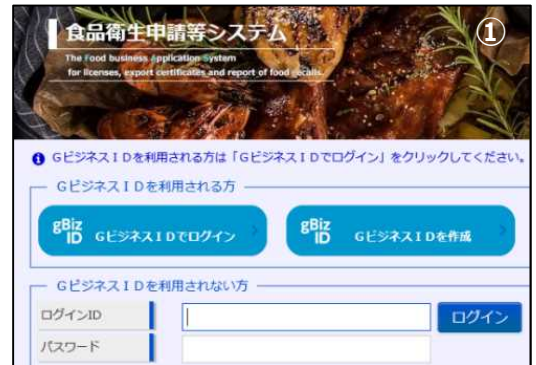 食品衛生申請等システム
①
The Food business Application System
for licenses, export certificates and report of food recalls.
GビジネスIDを利用される方は「GビジネスIDでログイン」をクリックしてください。
GビジネスIDを利用される方
gBiz ID GビジネスIDでログイン
gBiz ID GビジネスIDを作成
GビジネスIDを利用されない方
ログインID
ログイン
パスワード